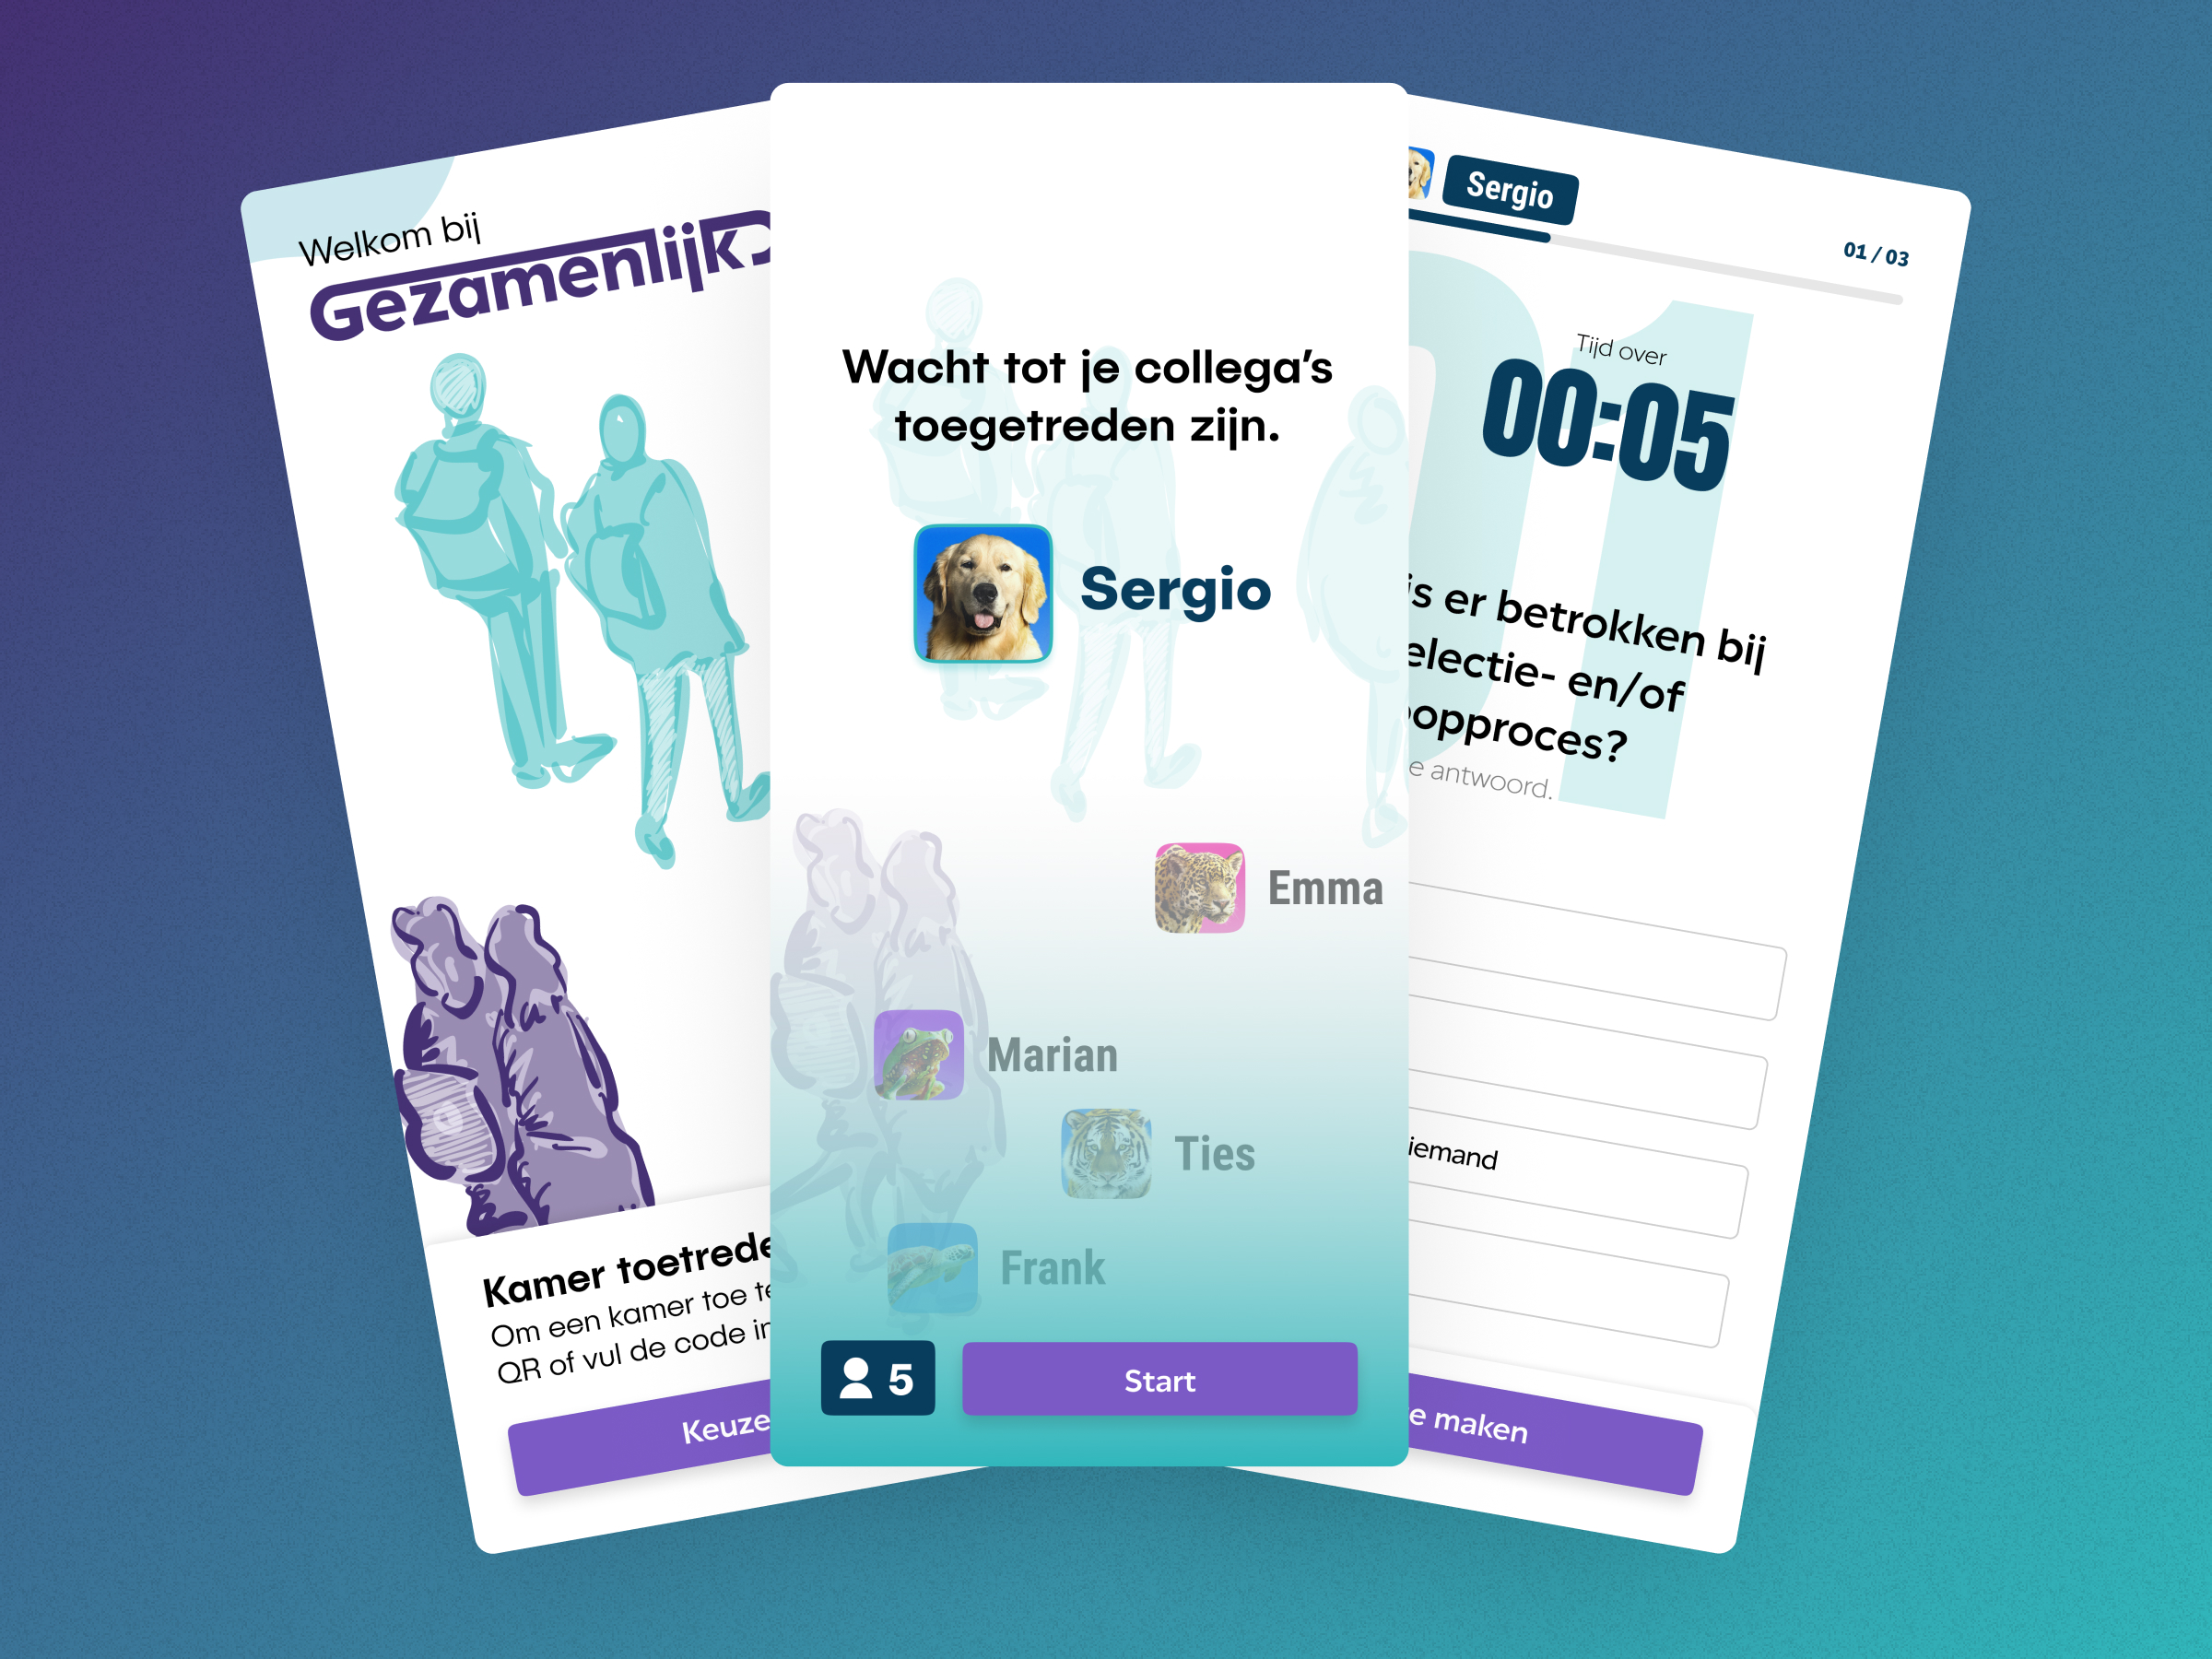 Welkom bij
Gezamenlijk
Kamer toetrede
Om een kamer toe te
QR of vul de code in
Keuze
Wacht tot je collega's
toegetreden zijn.
Sergio
Emma
Marian
Ties
Frank
5
Start
Sergio
01 / 03
01
Tijd over
00:05
is er betrokken bij
electie- en/of
oopproces?
e antwoord.
iemand
e maken